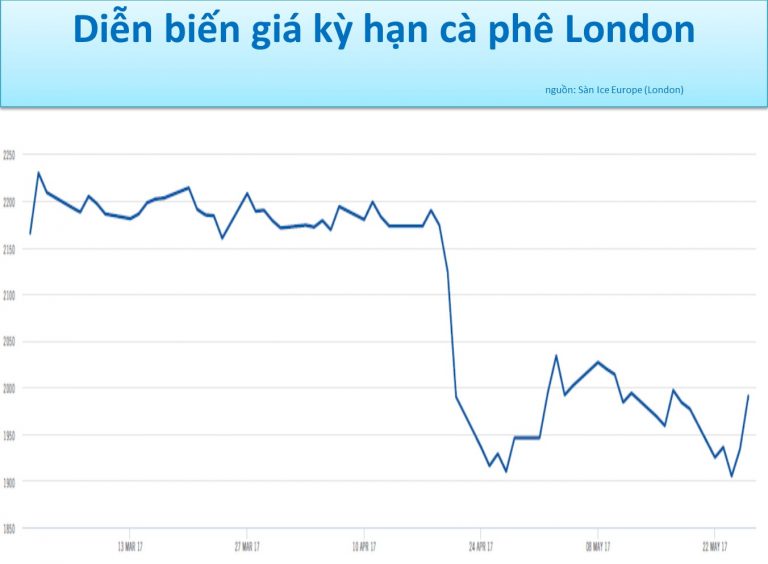 Diễn biến giá kỳ hạn cà phê London
nguồn: Sàn Ice Europe (London)
2250
2200
2150
2100
2050
2000
1950
1900
1850
13 MAR 17
27 MAR 17
10 APR 17
24 APR 17
08 MAY 17
22 MAY 17